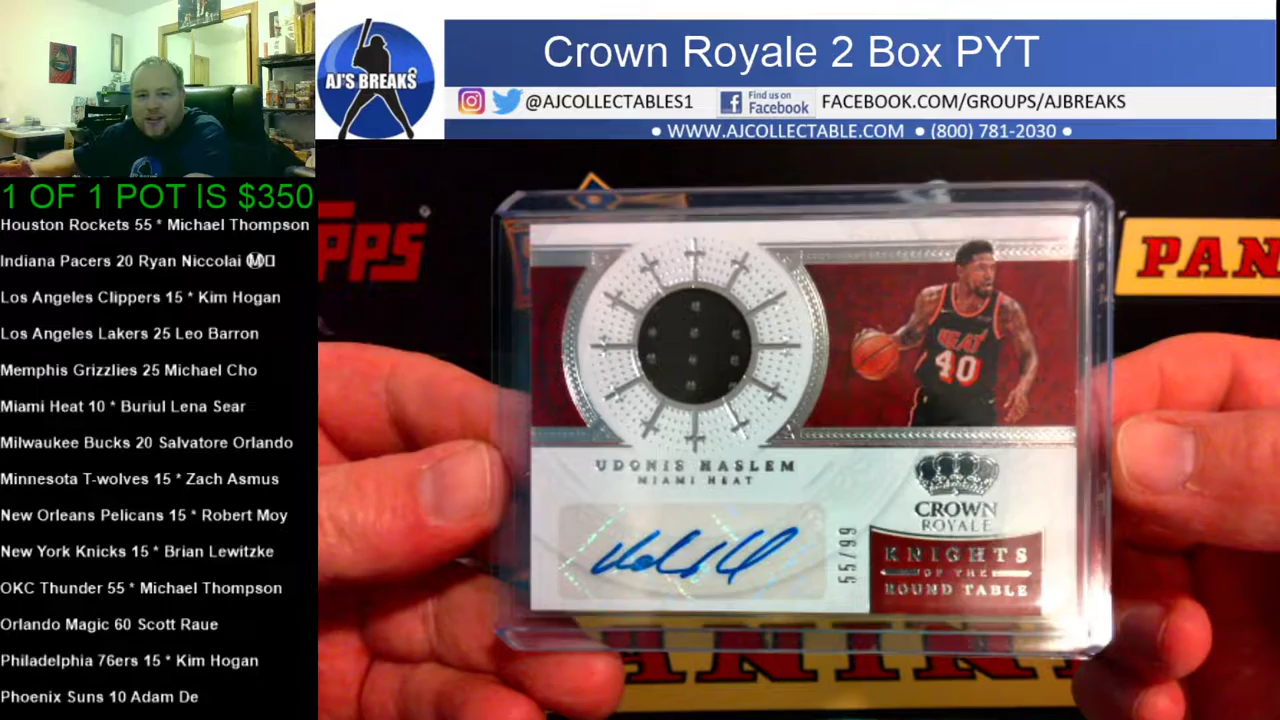 Crown Royale 2 Box PYT
AJ'S BREAKS
@AJCOLLECTABLES1
Find us on
Facebook
FACEBOOK.COM/GROUPS/AJBREAKS
• WWW.AJCOLLECTABLE.COM • (800) 781-2030 •
1 OF 1 POT IS $350
Houston Rockets 55 * Michael Thompson
Indiana Pacers 20 Ryan Niccolai
Los Angeles Clippers 15 * Kim Hogan
Los Angeles Lakers 25 Leo Barron
Memphis Grizzlies 25 Michael Cho
Miami Heat 10 * Buriul Lena Sear
Milwaukee Bucks 20 Salvatore Orlando
Minnesota T-wolves 15 * Zach Asmus
New Orleans Pelicans 15 * Robert Moy
New York Knicks 15 * Brian Lewitzke
OKC Thunder 55 * Michael Thompson
Orlando Magic 60 Scott Raue
Philadelphia 76ers 15 * Kim Hogan
Phoenix Suns 10 Adam De
PPS
PAN
HEAT
40
UDONIS HASLEM
MIAMI HEAT
55/99
CROWN
ROYALE
KNIGHTS
OF THE
ROUND TABLE
PANINI